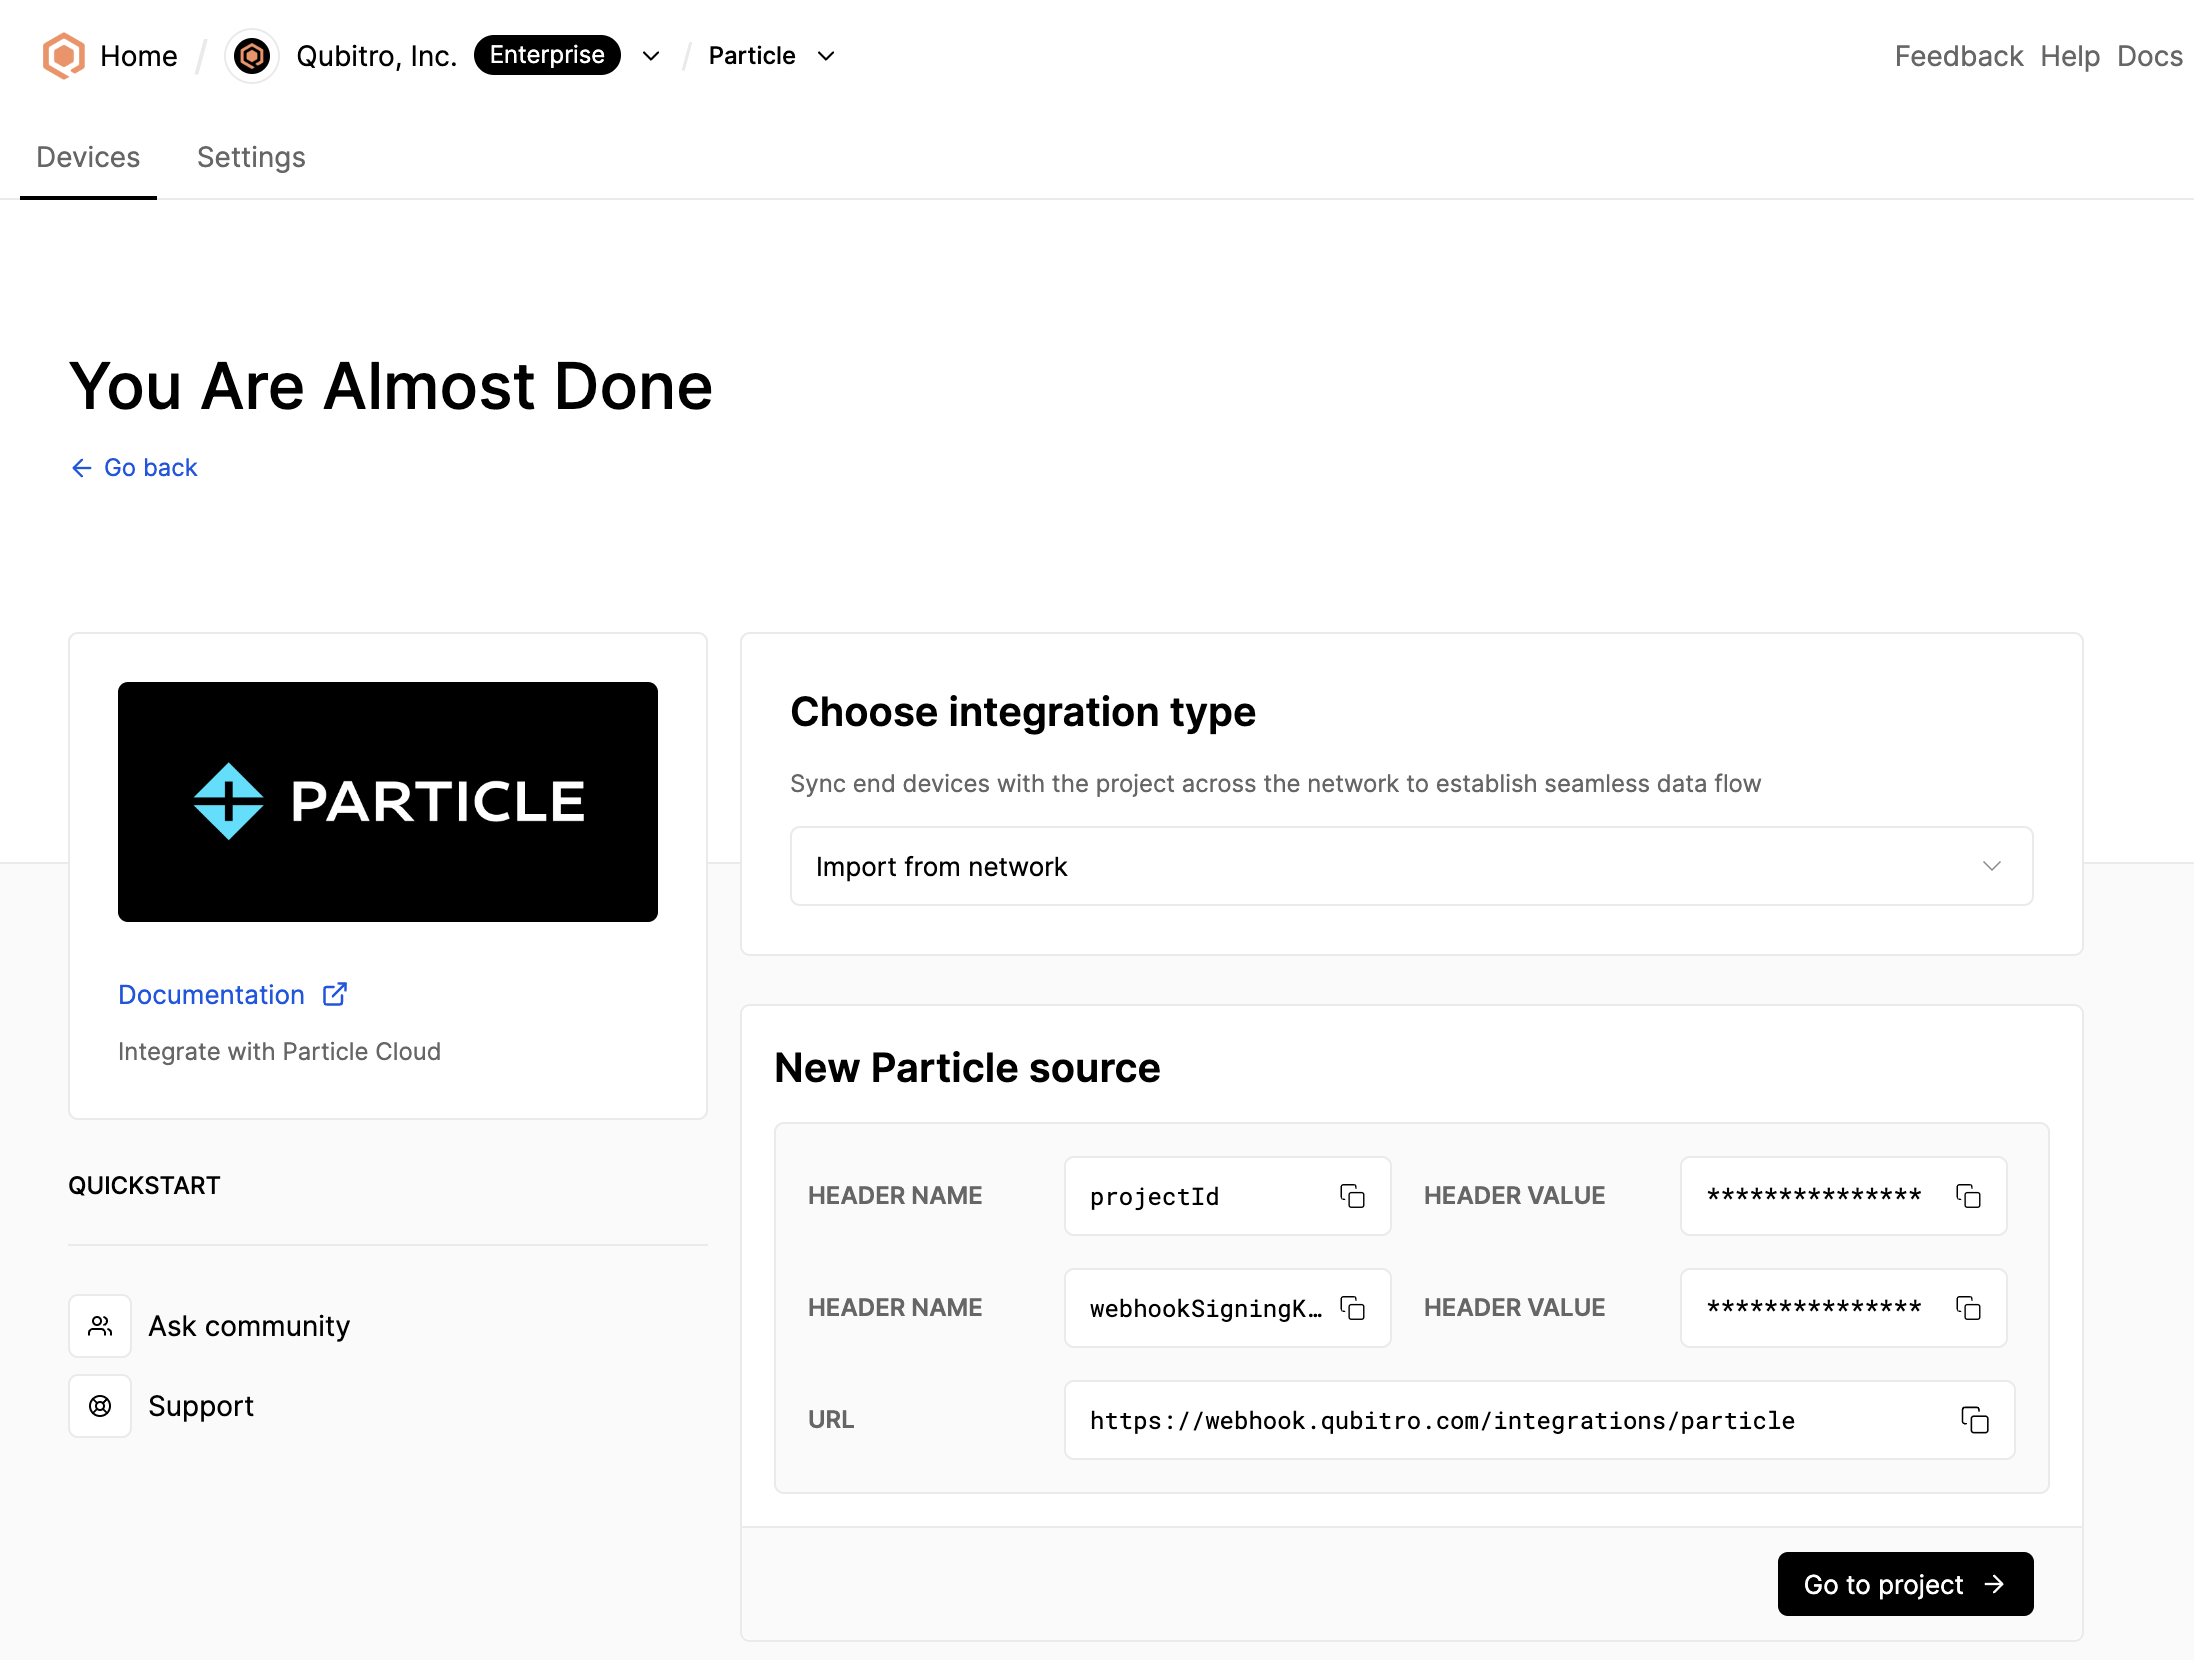 Home / Qubitro, Inc. Enterprise / Particle
Feedback Help Docs
Devices Settings
You Are Almost Done
← Go back
PARTICLE
Documentation
Integrate with Particle Cloud
QUICKSTART
Ask community
Support
Choose integration type
Sync end devices with the project across the network to establish seamless data flow
Import from network
New Particle source
HEADER NAME projectId HEADER VALUE ***************
HEADER NAME webhookSigningK… HEADER VALUE ***************
URL https://webhook.qubitro.com/integrations/particle
Go to project →